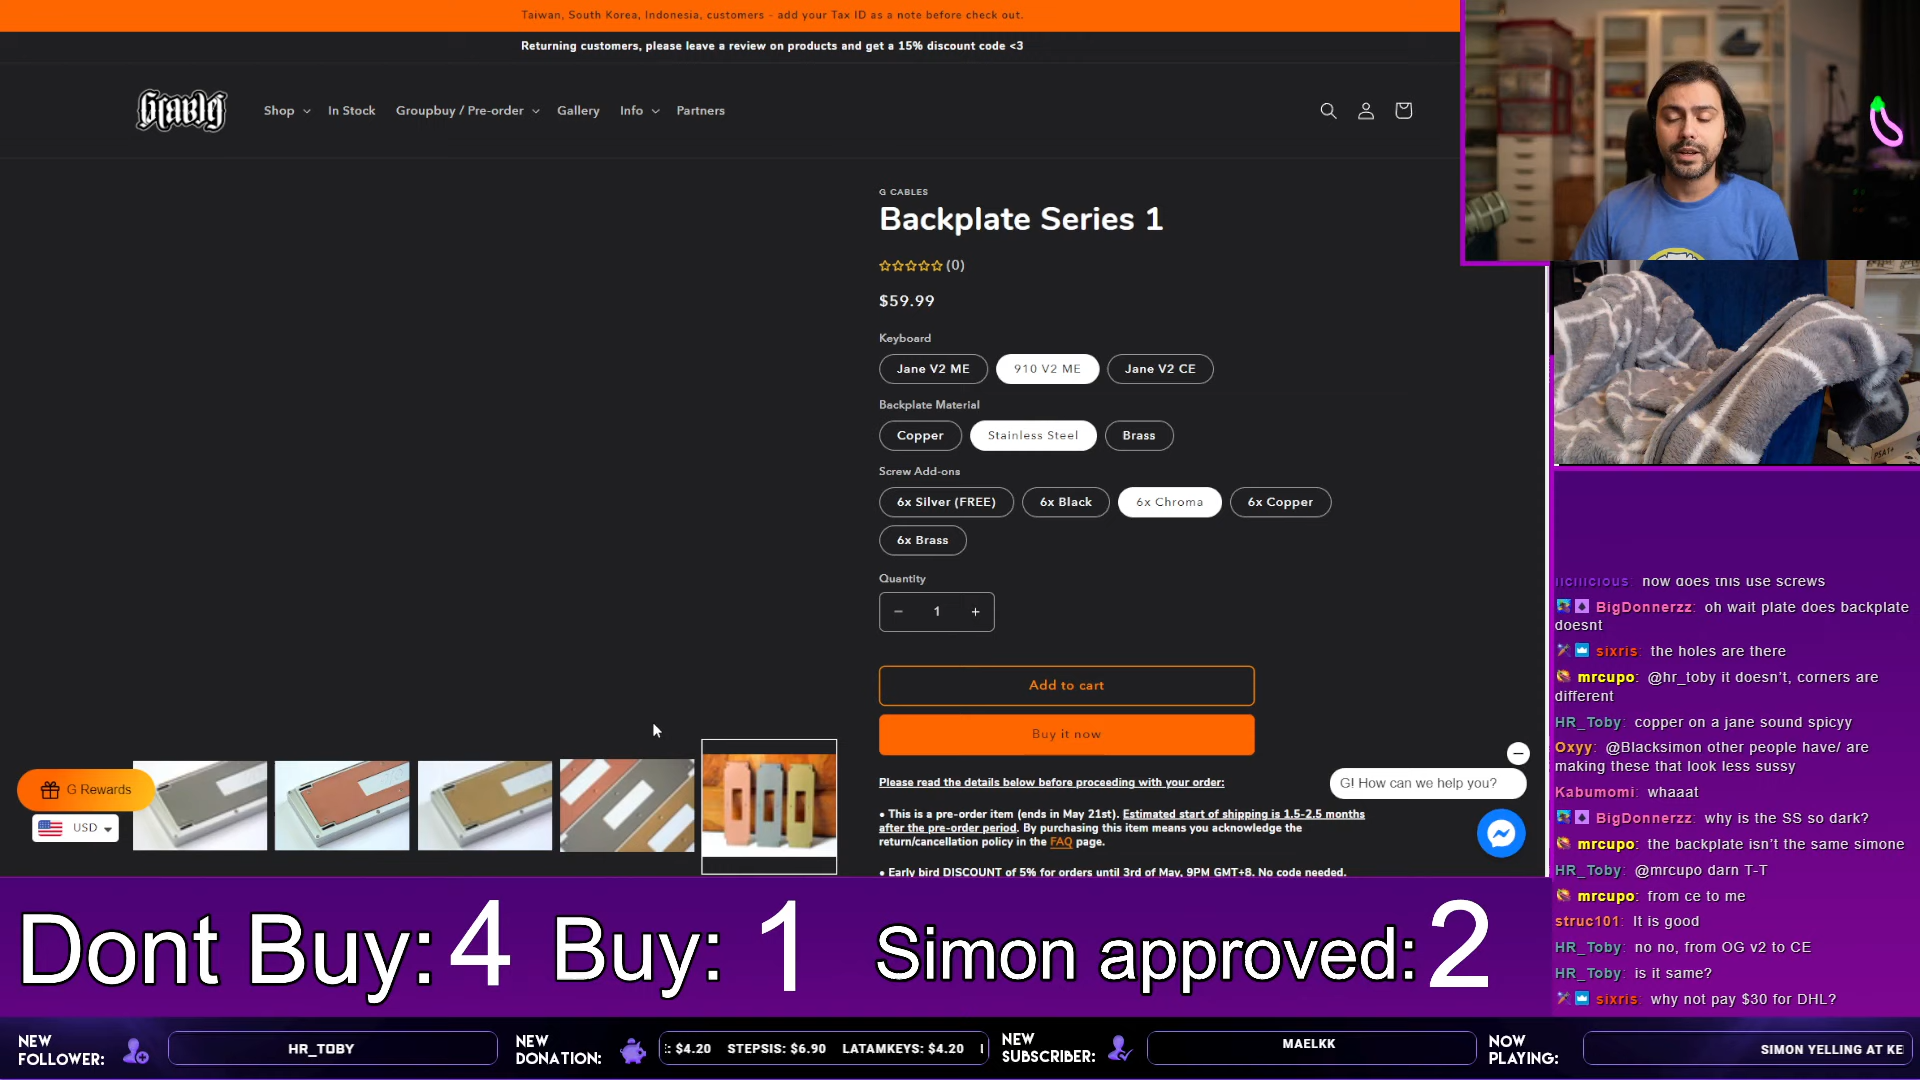 Taiwan, South Korea, Indonesia, customers - add your Tax ID as a note before check out.
Returning customers, please leave a review on products and get a 15% discount code <3
Shop
In Stock
Groupbuy / Pre-order
Gallery
Info
Partners
G CABLES
Backplate Series 1
(0)
$59.99
Keyboard
Jane V2 ME
910 V2 ME
Jane V2 CE
Backplate Material
Copper
Stainless Steel
Brass
Screw Add-ons
6x Silver (FREE)
6x Black
6x Chroma
6x Copper
6x Brass
Quantity
− 1 +
Add to cart
Buy it now
Please read the details below before proceeding with your order:
• This is a pre-order item (ends in May 21st). Estimated start of shipping is 1.5-2.5 months
after the pre-order period. By purchasing this item means you acknowledge the
return/cancellation policy in the FAQ page.
• Early bird DISCOUNT of 5% for orders until 3rd of May, 9PM GMT+8. No code needed.
G Rewards
USD
G! How can we help you?
now does this use screws
BigDonnerzz: oh wait plate does backplate
doesnt
sixris: the holes are there
mrcupo: @hr_toby it doesn't, corners are
different
HR_Toby: copper on a jane sound spicyy
Oxyy: @Blacksimon other people have/ are
making these that look less sussy
Kabumomi: whaaat
BigDonnerzz: why is the SS so dark?
mrcupo: the backplate isn't the same simone
HR_Toby: @mrcupo darn T-T
mrcupo: from ce to me
struc101: It is good
HR_Toby: no no, from OG v2 to CE
HR_Toby: is it same?
sixris: why not pay $30 for DHL?
Dont Buy: 4 Buy: 1 Simon approved: 2
NEW
FOLLOWER:
HR_TOBY
NEW
DONATION:
: $4.20 STEPSIS: $6.90 LATAMKEYS: $4.20
NEW
SUBSCRIBER:
MAELKK
NOW
PLAYING:
SIMON YELLING AT KE